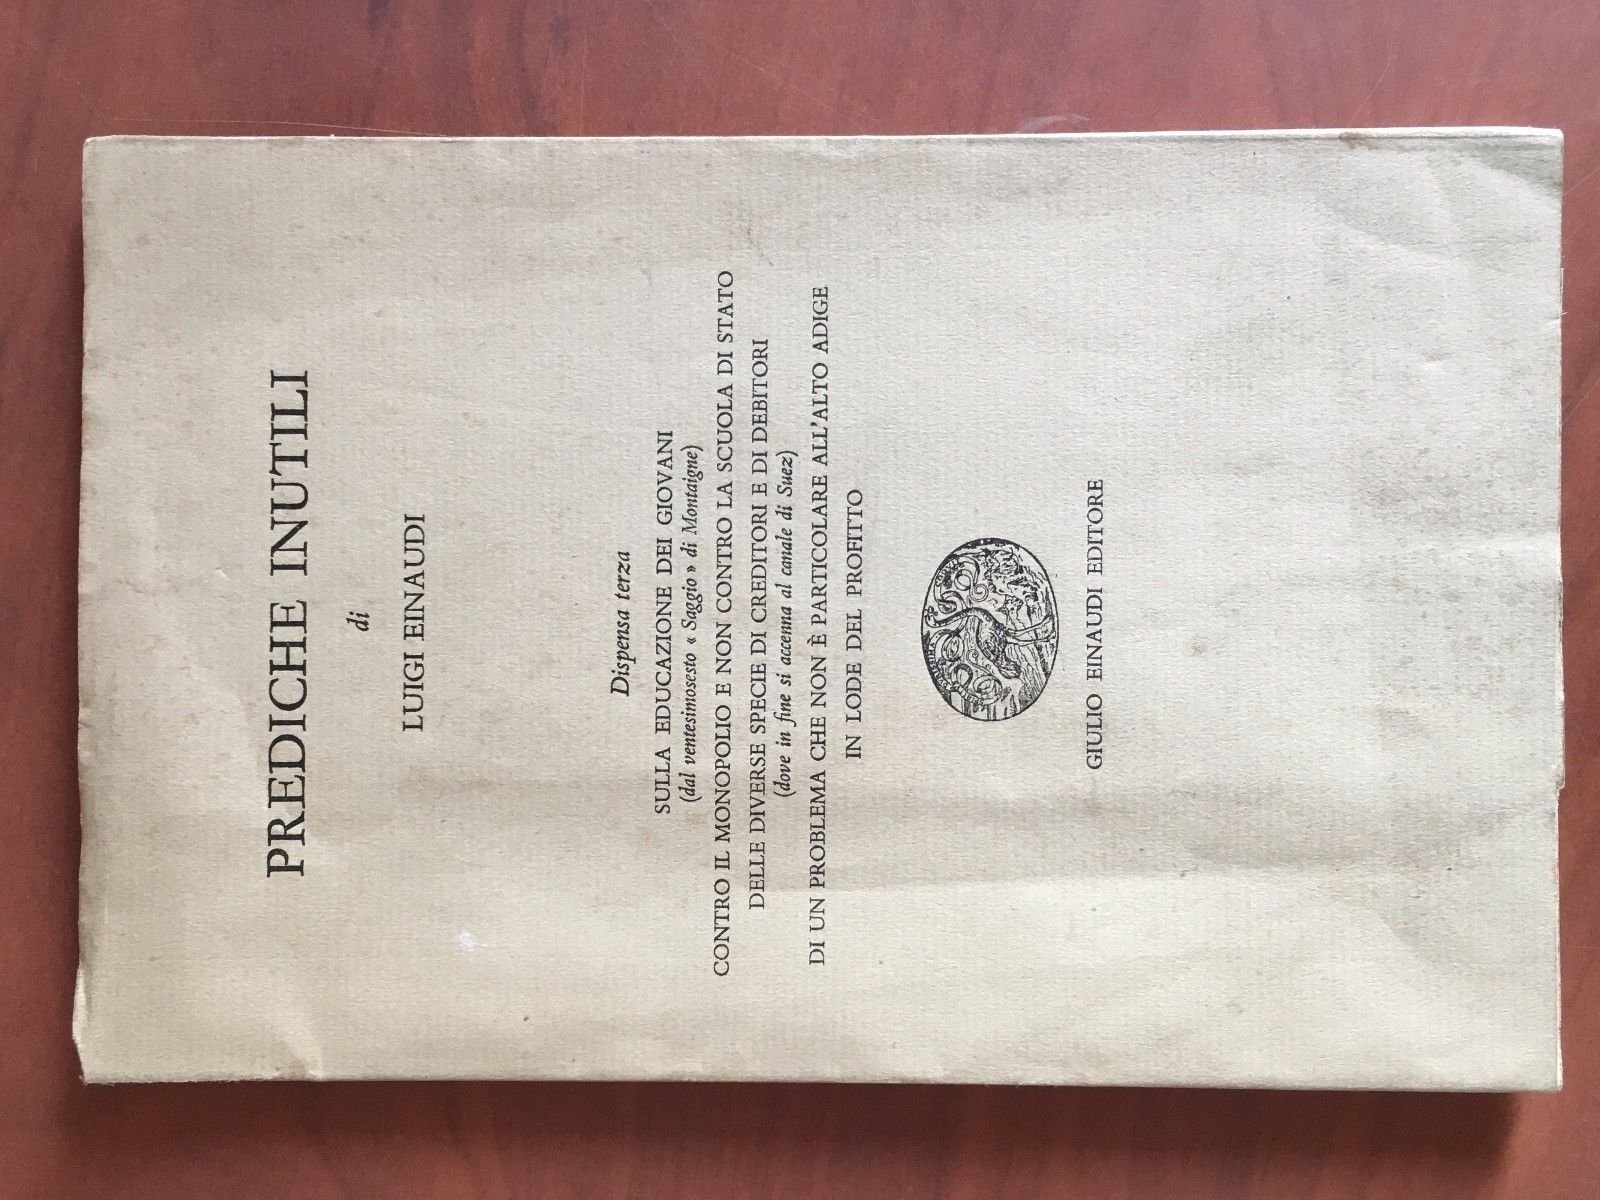 PREDICHE INUTILI
di
LUIGI EINAUDI
Dispensa terza
SULLA EDUCAZIONE DEI GIOVANI
(dal ventesimosesto « Saggio » di Montaigne)
CONTRO IL MONOPOLIO E NON CONTRO LA SCUOLA DI STATO
DELLE DIVERSE SPECIE DI CREDITORI E DI DEBITORI
(dove in fine si accenna al canale di Suez)
DI UN PROBLEMA CHE NON È PARTICOLARE ALL'ALTO ADIGE
IN LODE DEL PROFITTO
GIULIO EINAUDI EDITORE